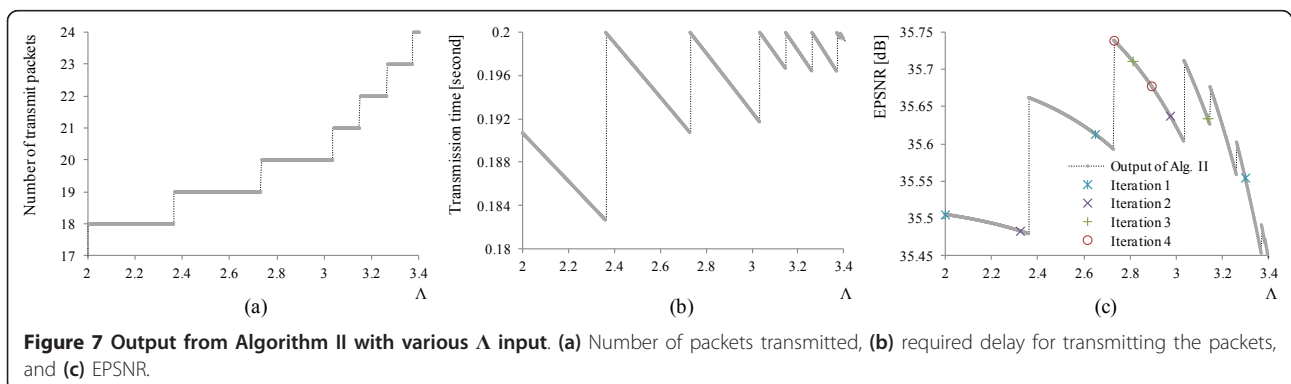 Number of transmit packets
24
23
22
21
20
19
18
17
2 2.2 2.4 2.6 2.8 3 3.2 3.4
Λ
(a)
Transmission time [second]
0.2
0.196
0.192
0.188
0.184
0.18
2 2.2 2.4 2.6 2.8 3 3.2 3.4
Λ
(b)
EPSNR [dB]
35.75
35.7
35.65
35.6
35.55
35.5
35.45
Output of Alg. II
Iteration 1
Iteration 2
Iteration 3
Iteration 4
2 2.2 2.4 2.6 2.8 3 3.2 3.4
Λ
(c)
Figure 7 Output from Algorithm II with various Λ input. (a) Number of packets transmitted, (b) required delay for transmitting the packets,
and (c) EPSNR.